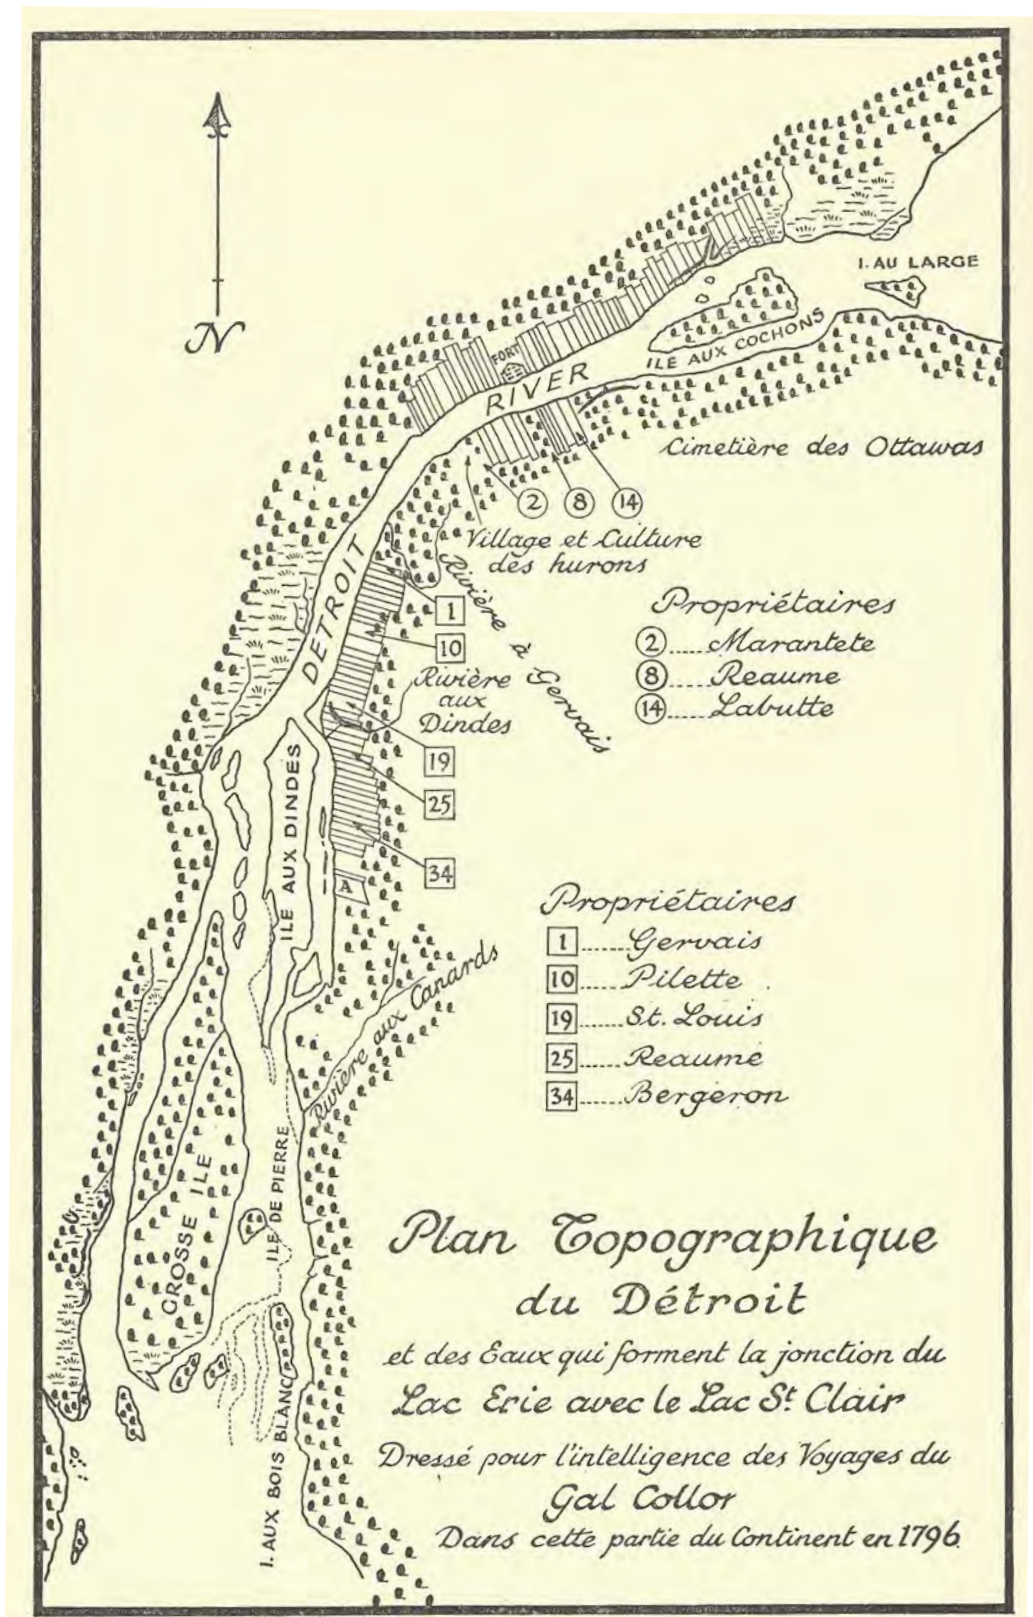 N
I. AU LARGE
ILE AUX COCHONS
FORT
DETROIT RIVER
Cimetière des Ottawas
2
8
14
Village et Culture
des hurons
Rivière à Gervais
1
10
Rivière
aux
Dindes
19
25
34
A
ILE AUX DINDES
Rivière aux Canards
GROSSE ILE
ILE DE PIERRE
I. AUX BOIS BLANC
Propriétaires
2.....Marantete
8.....Reaume
14.....Labutte
Propriétaires
1......Gervais
10.....Pilette
19......St. Louis
25.....Reaume
34.....Bergeron
Plan Topographique
du Détroit
et des Eaux qui forment la jonction du
Lac Erie avec le Lac St. Clair
Dressé pour l'intelligence des Voyages du
Gal Collor
Dans cette partie du Continent en 1796.